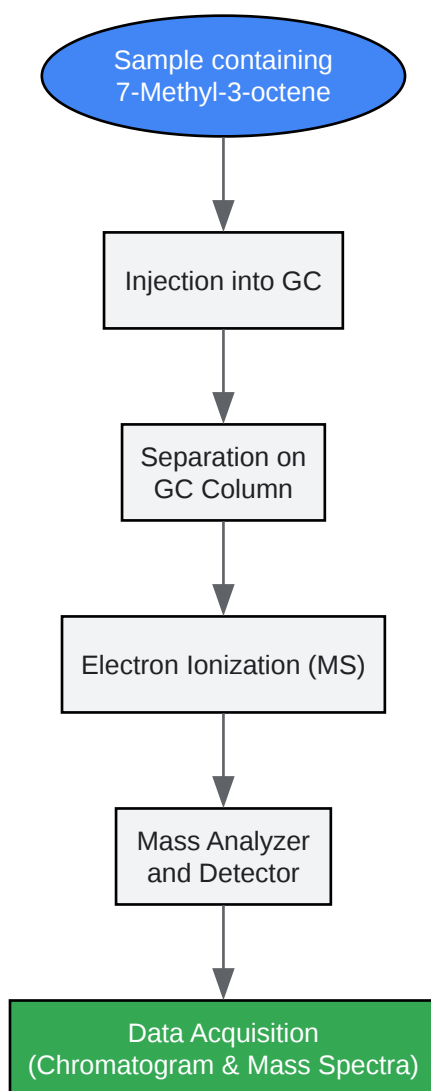 Sample containing
7-Methyl-3-octene
Injection into GC
Separation on
GC Column
Electron Ionization (MS)
Mass Analyzer
and Detector
Data Acquisition
(Chromatogram & Mass Spectra)